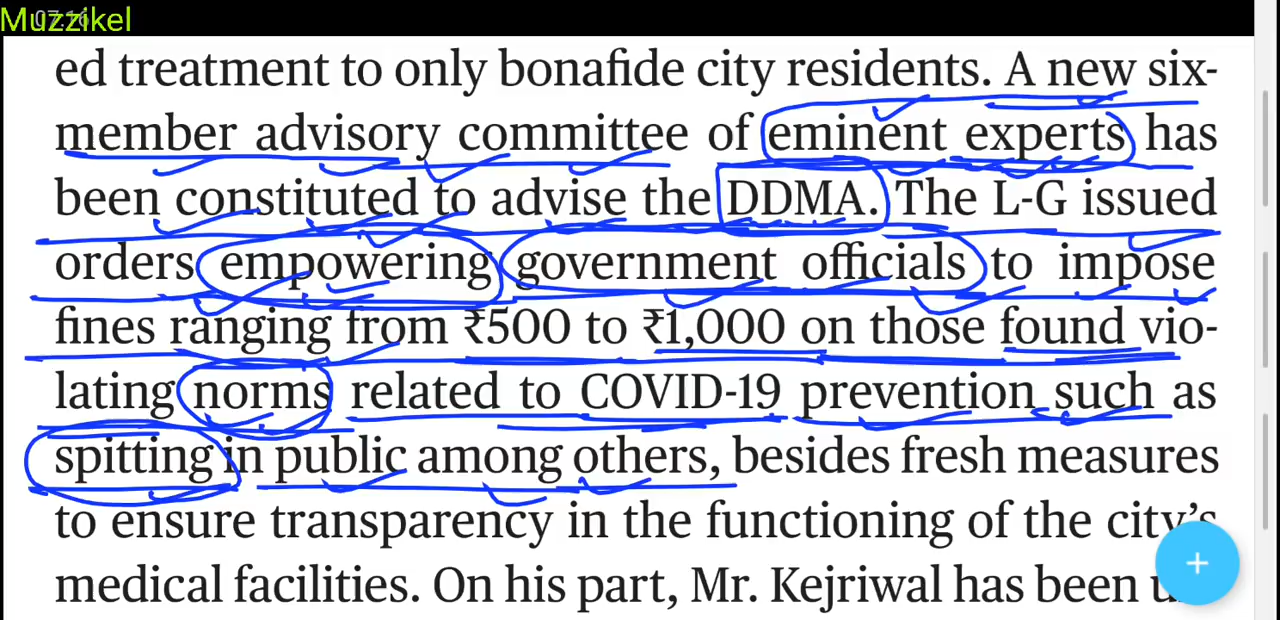 Muzzikel
ed treatment to only bonafide city residents. A new six-
member advisory committee of eminent experts has
been constituted to advise the DDMA. The L-G issued
orders empowering government officials to impose
fines ranging from ₹500 to ₹1,000 on those found vio-
lating norms related to COVID-19 prevention such as
spitting in public among others, besides fresh measures
to ensure transparency in the functioning of the city's
medical facilities. On his part, Mr. Kejriwal has been